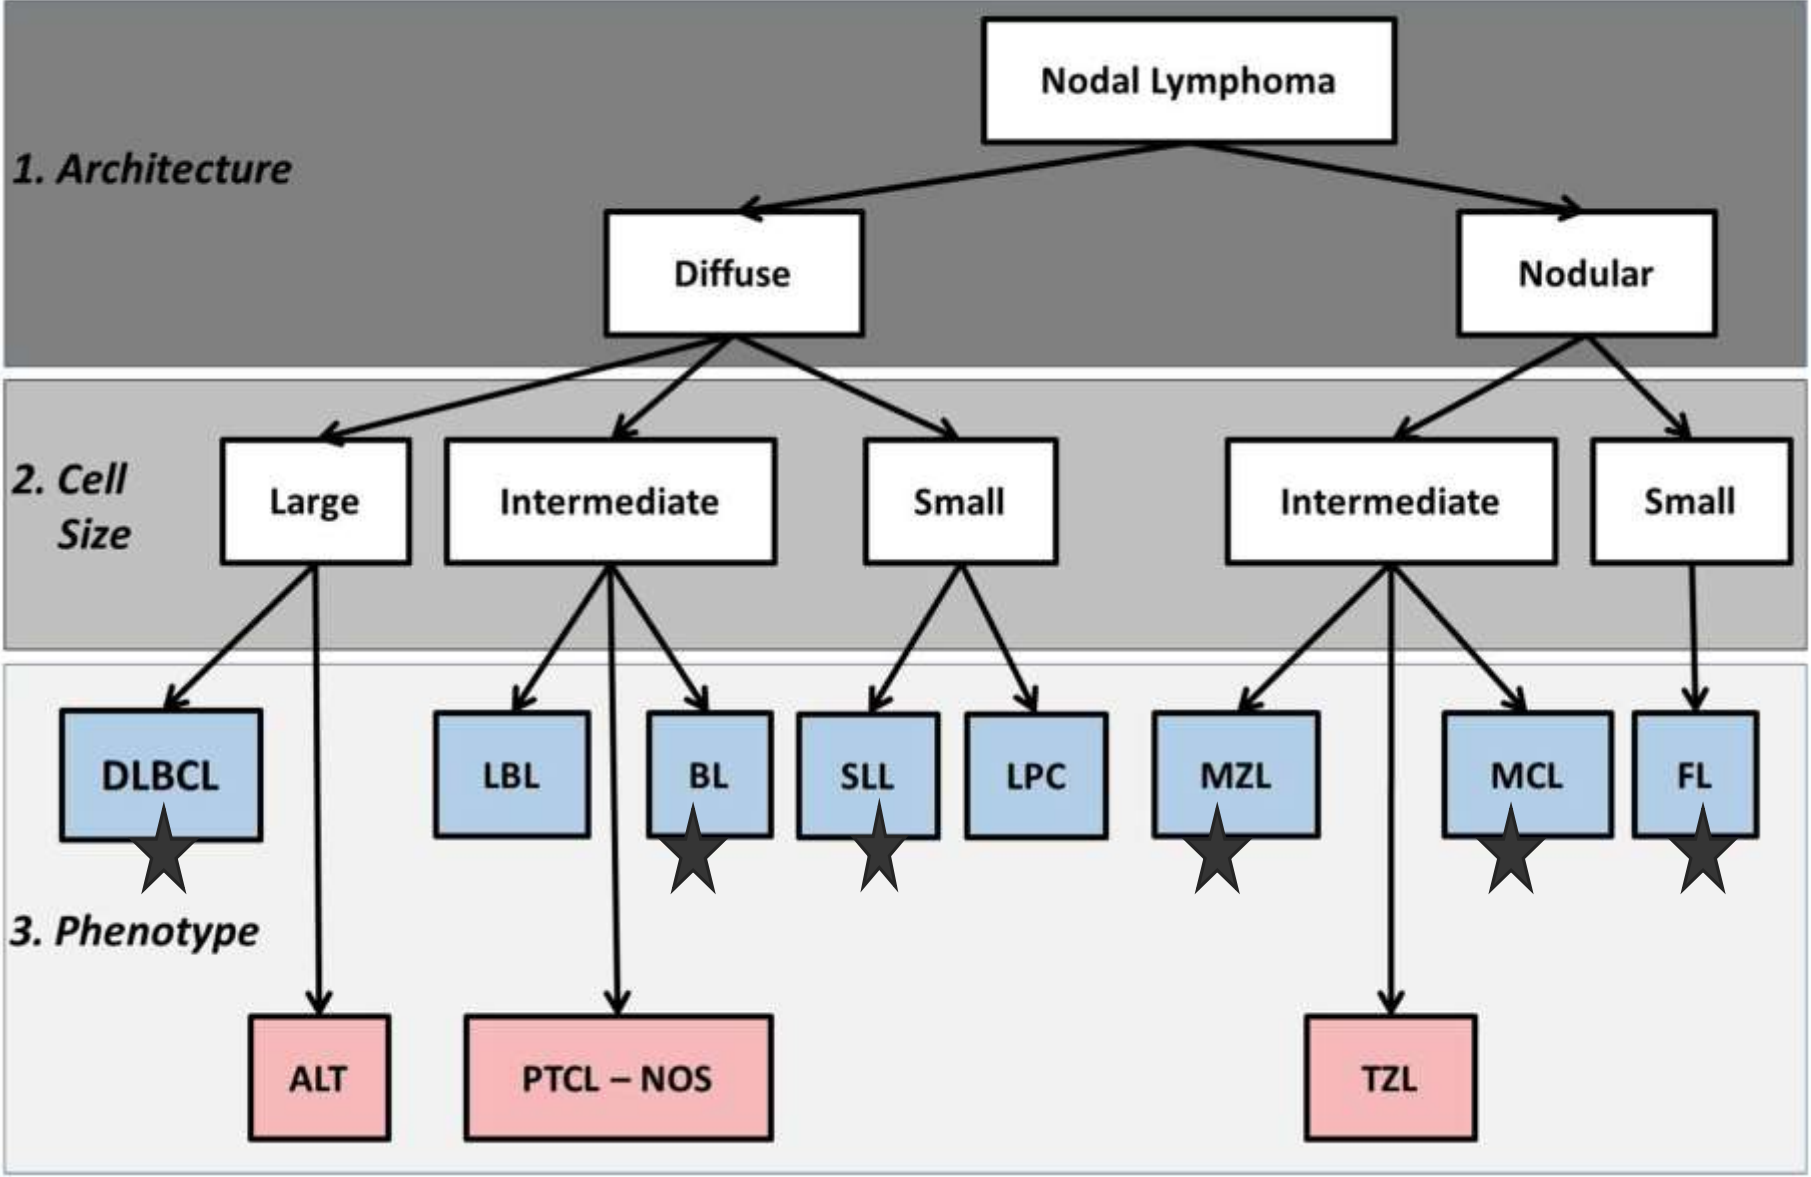 Nodal Lymphoma
1. Architecture
Diffuse
Nodular
2. Cell
Size
Large
Intermediate
Small
Intermediate
Small
DLBCL
LBL
BL
SLL
LPC
MZL
MCL
FL
3. Phenotype
ALT
PTCL – NOS
TZL